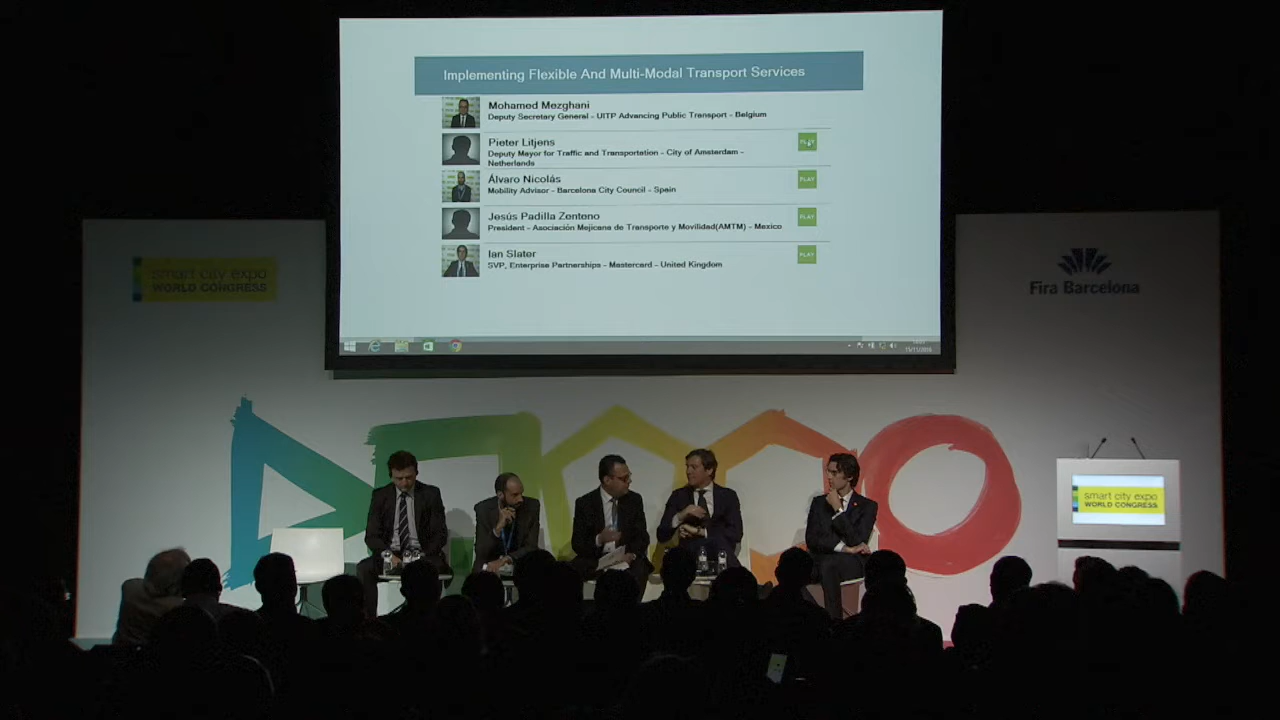 Implementing Flexible And Multi-Modal Transport Services
Mohamed Mezghani
Deputy Secretary General - UITP Advancing Public Transport - Belgium
Pieter Litjens
Deputy Mayor for Traffic and Transportation - City of Amsterdam -
Netherlands
PLAY
Álvaro Nicolás
Mobility Advisor - Barcelona City Council - Spain
PLAY
Jesús Padilla Zenteno
President - Asociación Mejicana de Transporte y Movilidad(AMTM) - Mexico
PLAY
Ian Slater
SVP, Enterprise Partnerships - Mastercard - United Kingdom
PLAY
smart city expo
WORLD CONGRESS
Fira Barcelona
smart city expo
WORLD CONGRESS